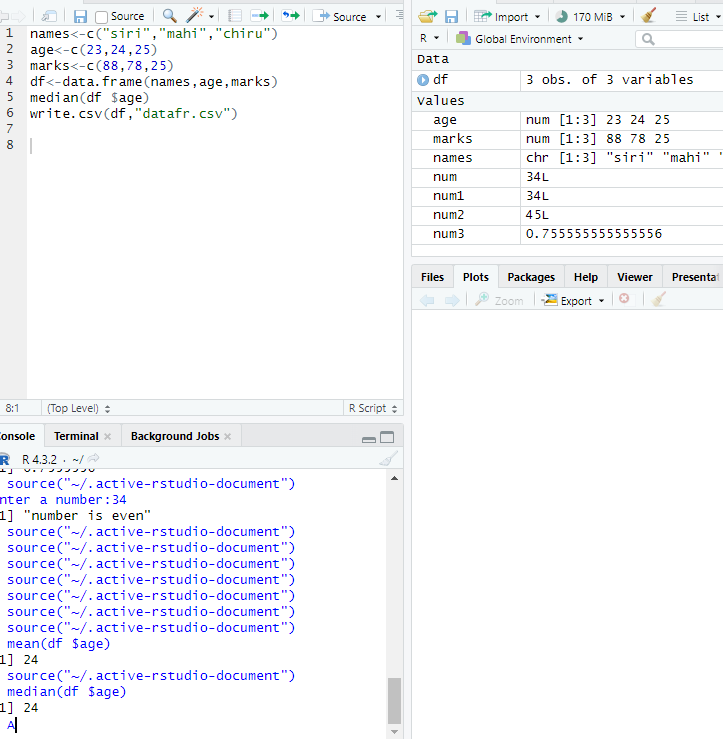 Source
Source
1 names<-c("siri","mahi","chiru")
2 age<-c(23,24,25)
3 marks<-c(88,78,25)
4 df<-data.frame(names,age,marks)
5 median(df $age)
6 write.csv(df,"datafr.csv")
7
8
8:1 (Top Level) R Script
onsole Terminal Background Jobs
R R 4.3.2 · ~/
source("~/.active-rstudio-document")
nter a number:34
1] "number is even"
source("~/.active-rstudio-document")
source("~/.active-rstudio-document")
source("~/.active-rstudio-document")
source("~/.active-rstudio-document")
source("~/.active-rstudio-document")
source("~/.active-rstudio-document")
source("~/.active-rstudio-document")
mean(df $age)
1] 24
source("~/.active-rstudio-document")
median(df $age)
1] 24
A
Import 170 MiB List
R Global Environment
Data
df 3 obs. of 3 variables
Values
age num [1:3] 23 24 25
marks num [1:3] 88 78 25
names chr [1:3] "siri" "mahi" "
num 34L
num1 34L
num2 45L
num3 0.755555555555556
Files Plots Packages Help Viewer Presentat
Zoom Export